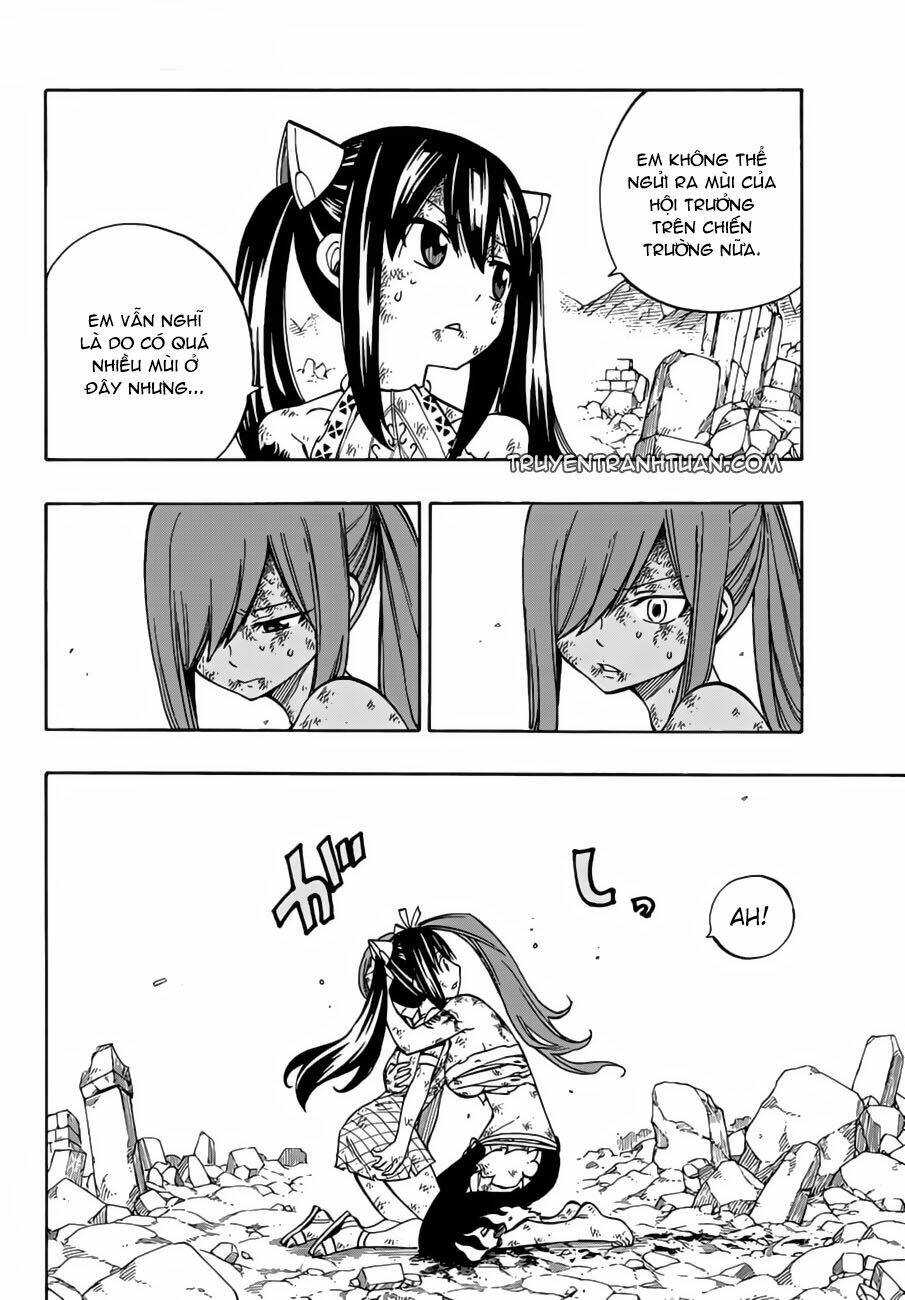 EM KHÔNG THỂ
NGỬI RA MÙI CỦA
HỘI TRƯỞNG
TRÊN CHIẾN
TRƯỜNG NỮA.
EM VẪN NGHĨ
LÀ DO CÓ QUÁ
NHIỀU MÙI Ở
ĐÂY NHƯNG...
TRUYENTRANHTUAN.COM
ガ
しっ
AH!